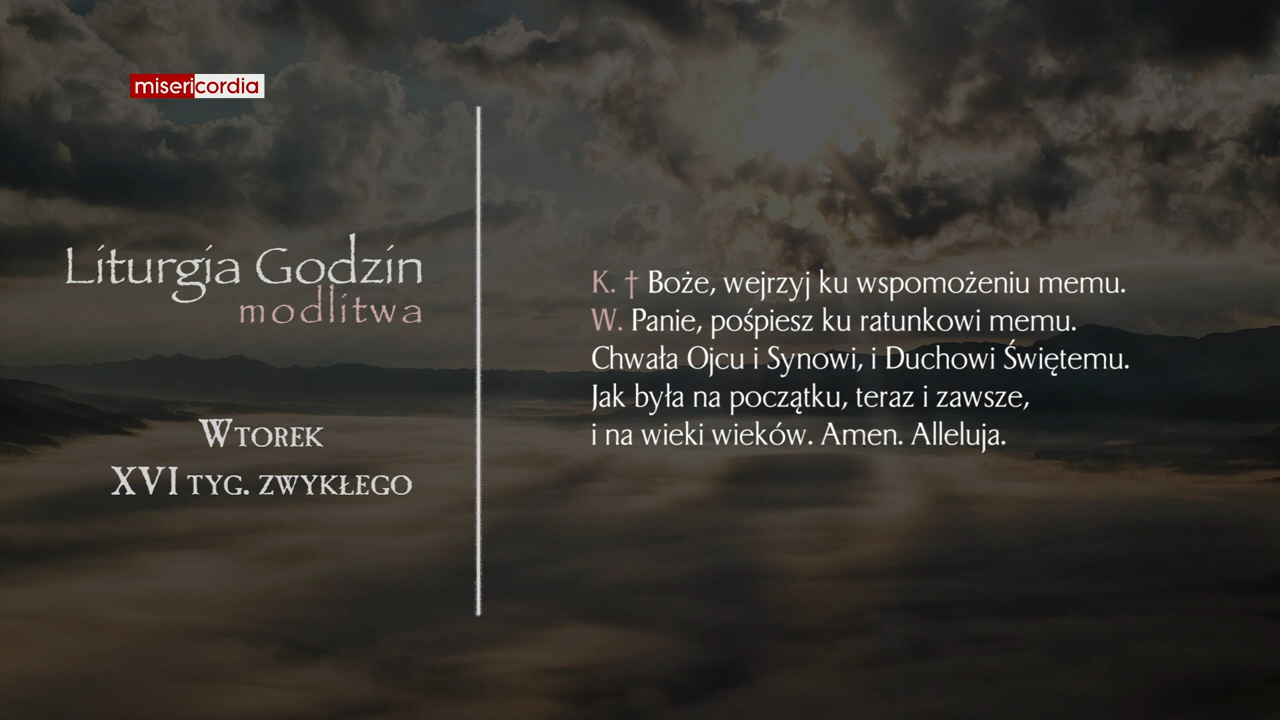 misericordia
Liturgia Godzin
modlitwa
Wtorek
XVI tyg. zwykłego
K. † Boże, wejrzyj ku wspomożeniu memu.
W. Panie, pośpiesz ku ratunkowi memu.
Chwała Ojcu i Synowi, i Duchowi Świętemu.
Jak była na początku, teraz i zawsze,
i na wieki wieków. Amen. Alleluja.